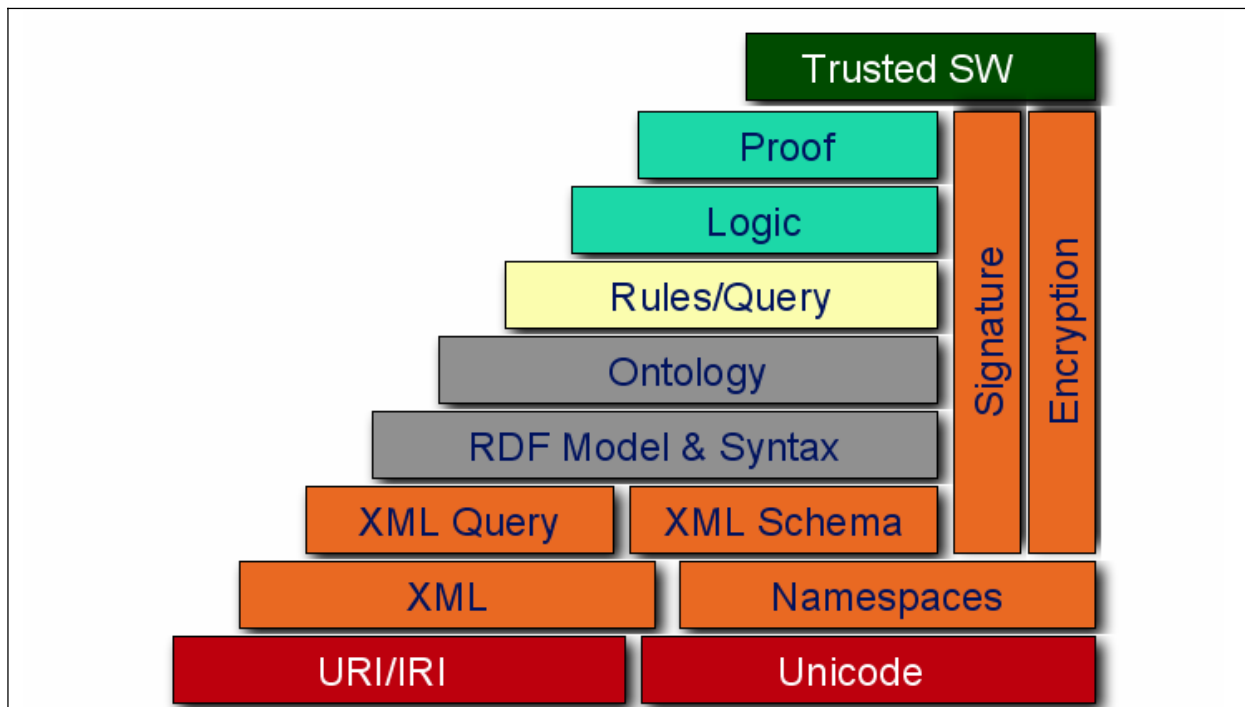 Trusted SW
Proof
Logic
Rules/Query
Ontology
RDF Model & Syntax
Signature
Encryption
XML Query
XML Schema
XML
Namespaces
URI/IRI
Unicode